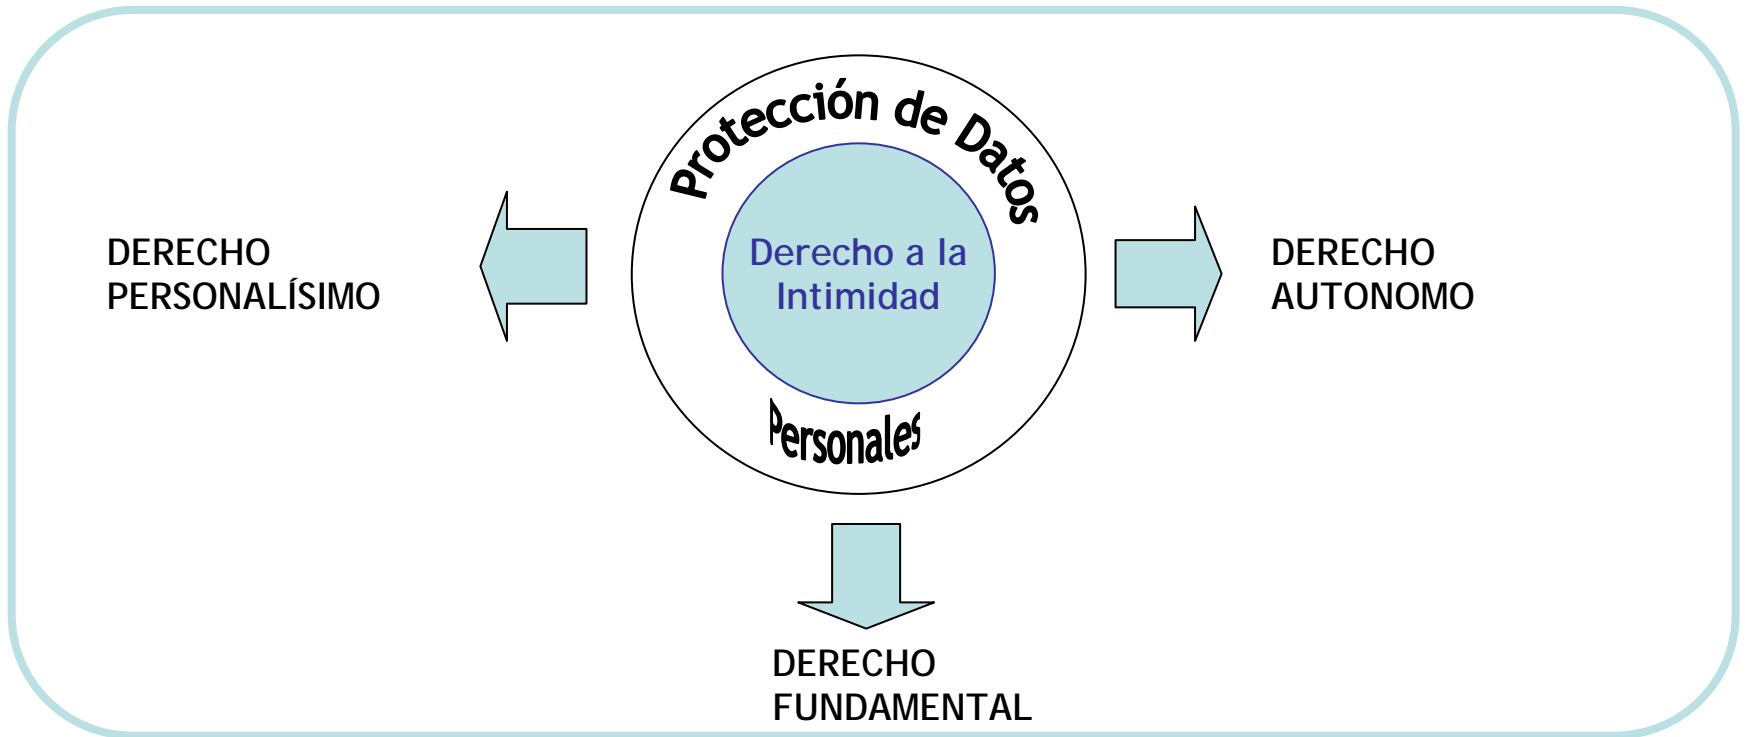 Protección de Datos
Derecho a la
Intimidad
Personales
DERECHO
PERSONALÍSIMO
DERECHO
AUTONOMO
DERECHO
FUNDAMENTAL